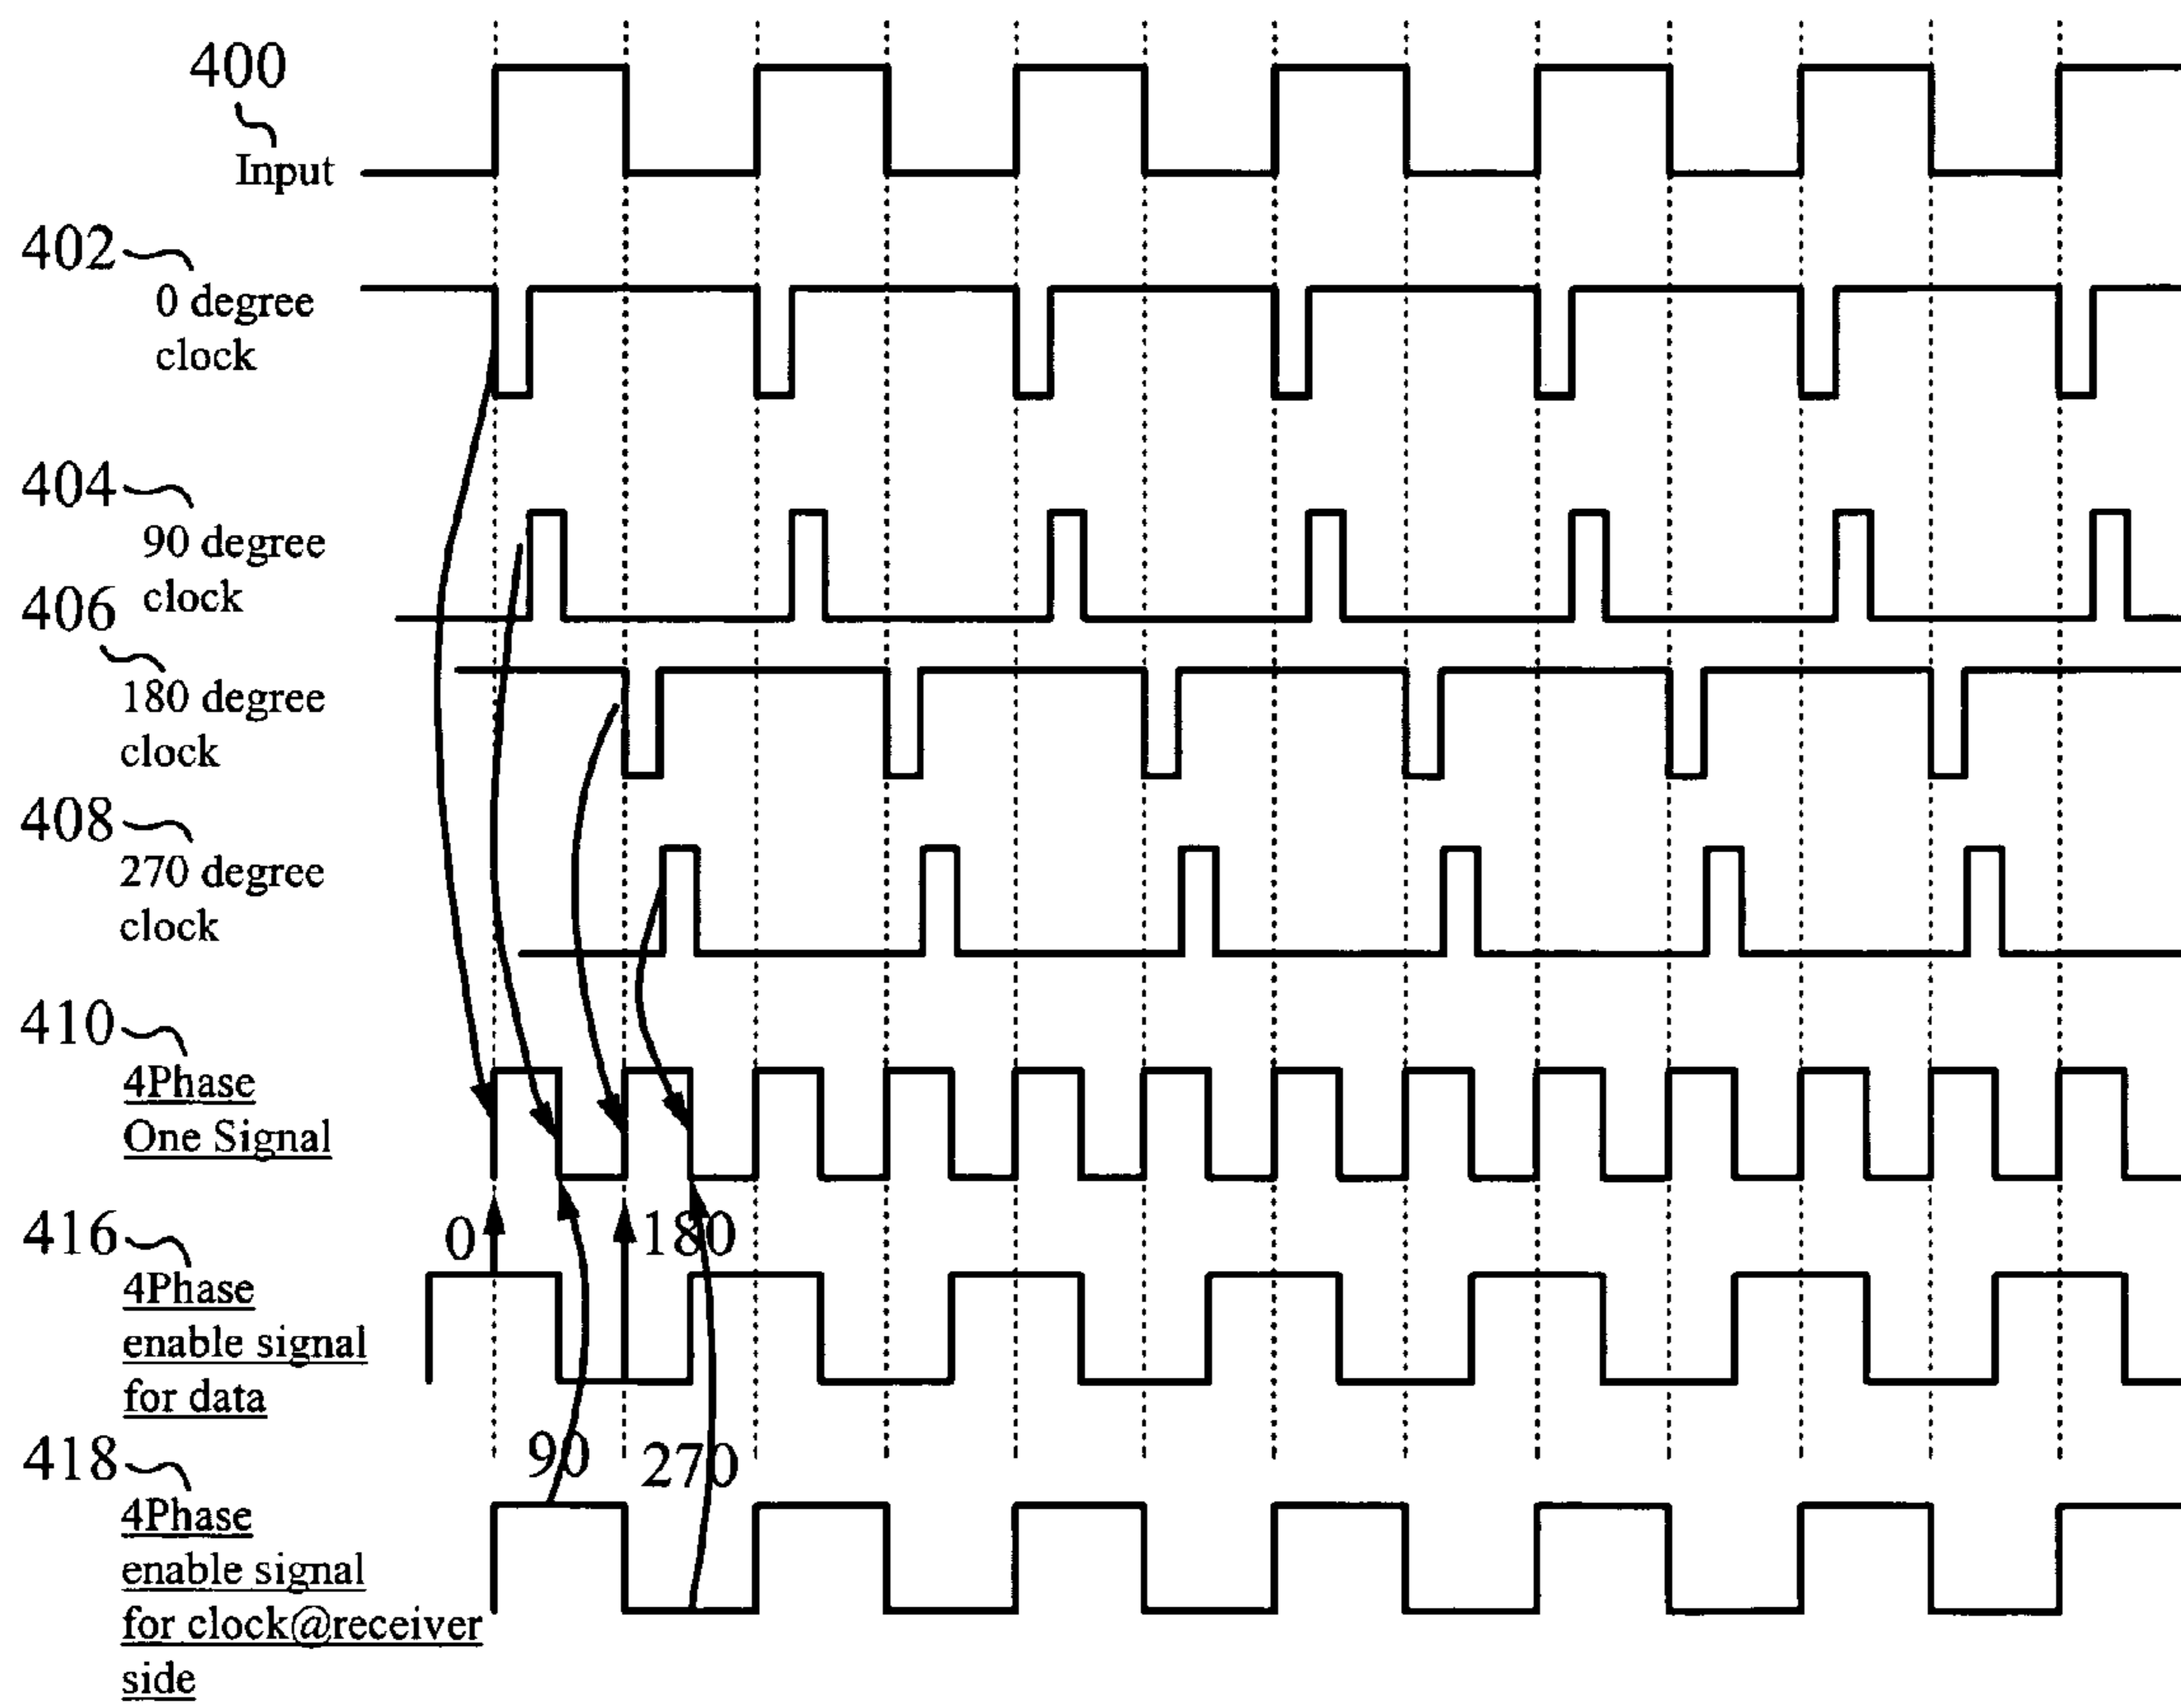 400
Input
402
0 degree
clock
404
90 degree
clock
406
180 degree
clock
408
270 degree
clock
410
4Phase
One Signal
0
180
416
4Phase
enable signal
for data
90
270
418
4Phase
enable signal
for clock@receiver
side